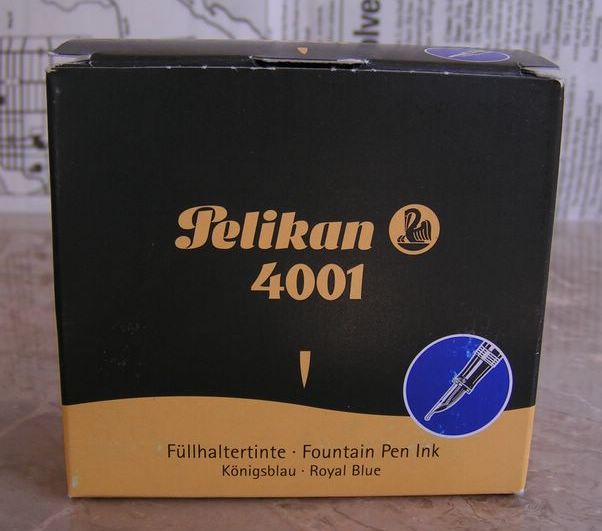 Pelikan
4001
Füllhaltertinte · Fountain Pen Ink
Königsblau · Royal Blue